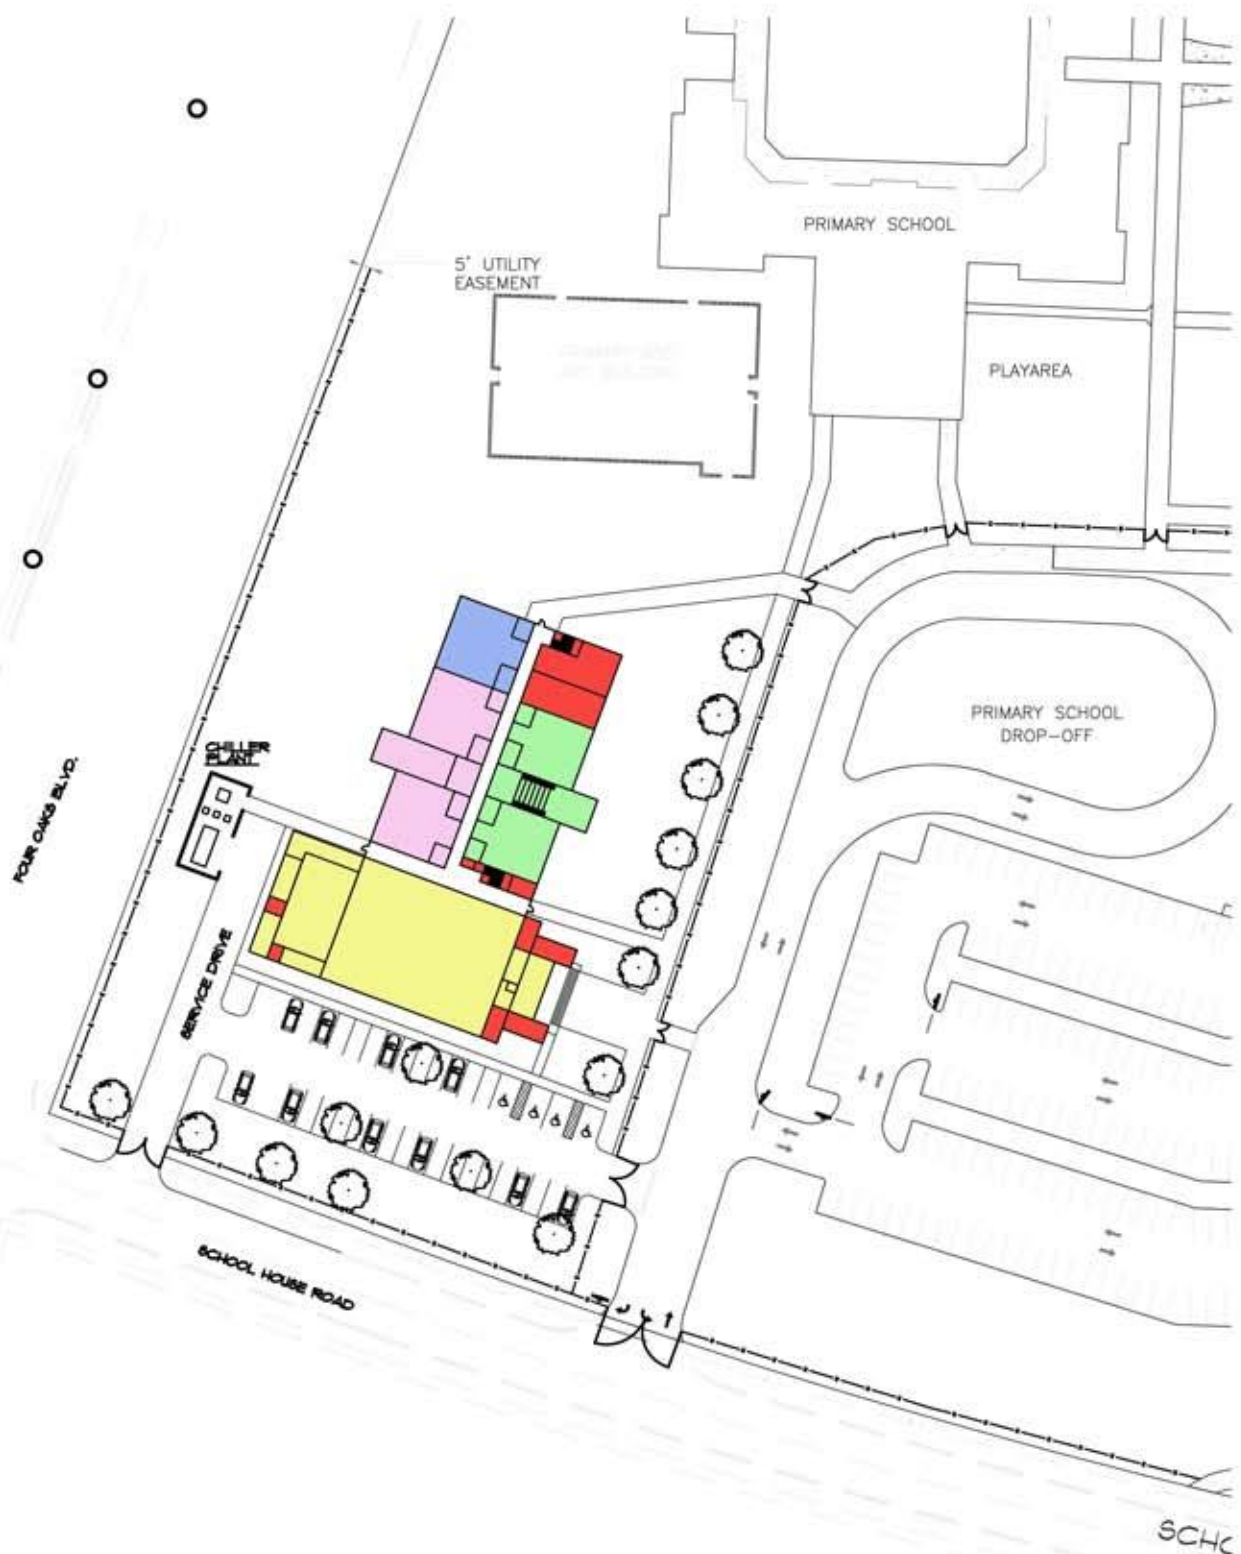 PRIMARY SCHOOL
5' UTILITY
EASEMENT
PLAYAREA
PRIMARY SCHOOL
DROP-OFF
CHILLER
PLANT
FOUR OAKS BLVD.
SERVICE DRIVE
SCHOOL HOUSE ROAD
SCHO